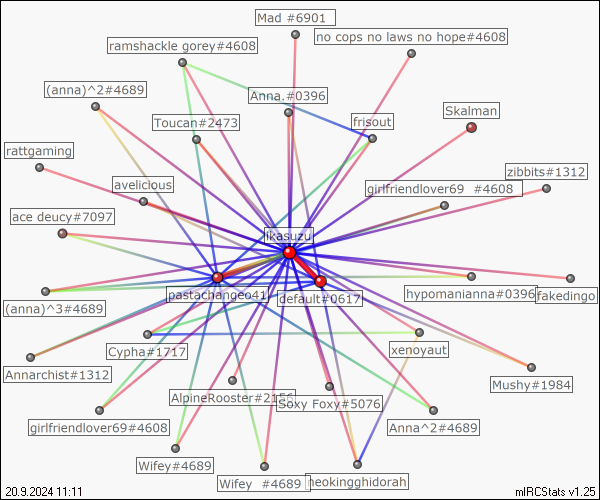 Mad #6901
no cops no laws no hope#4608
ramshackle gorey#4608
(anna)^2#4689
Anna.#0396
Skalman
Toucan#2473
frisout
rattgaming
zibbits#1312
avelicious
girlfriendlover69 #4608
ace deucy#7097
ikasuzu
(anna)^3#4689
pastachangeo41
default#0617
hypomanianna#0396
fakedingo
Cypha#1717
xenoyaut
Annarchist#1312
AlpineRooster#2156
Soxy Foxy#5076
Mushy#1984
girlfriendlover69#4608
Anna^2#4689
Wifey#4689
Wifey #4689
neokingghidorah
20.9.2024 11:11
mIRCStats v1.25